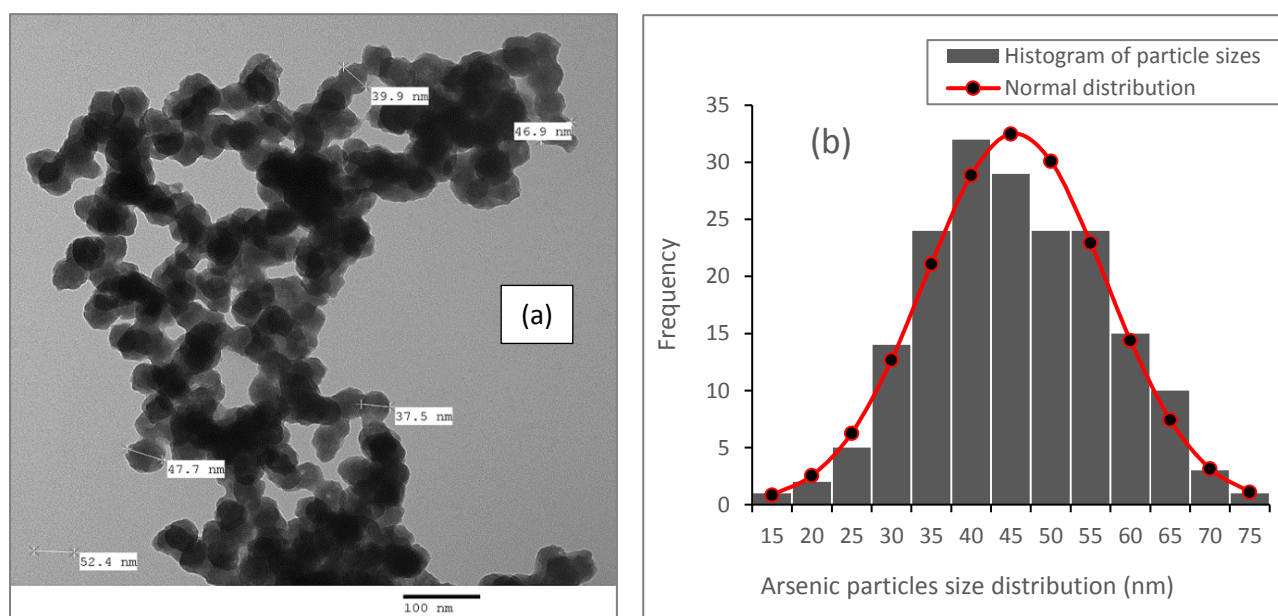 39.9 nm
46.9 nm
(a)
37.5 nm
47.7 nm
52.4 nm
100 nm
Histogram of particle sizes
Normal distribution
(b)
35
30
25
20
15
10
5
0
Frequency
15 20 25 30 35 40 45 50 55 60 65 70 75
Arsenic particles size distribution (nm)